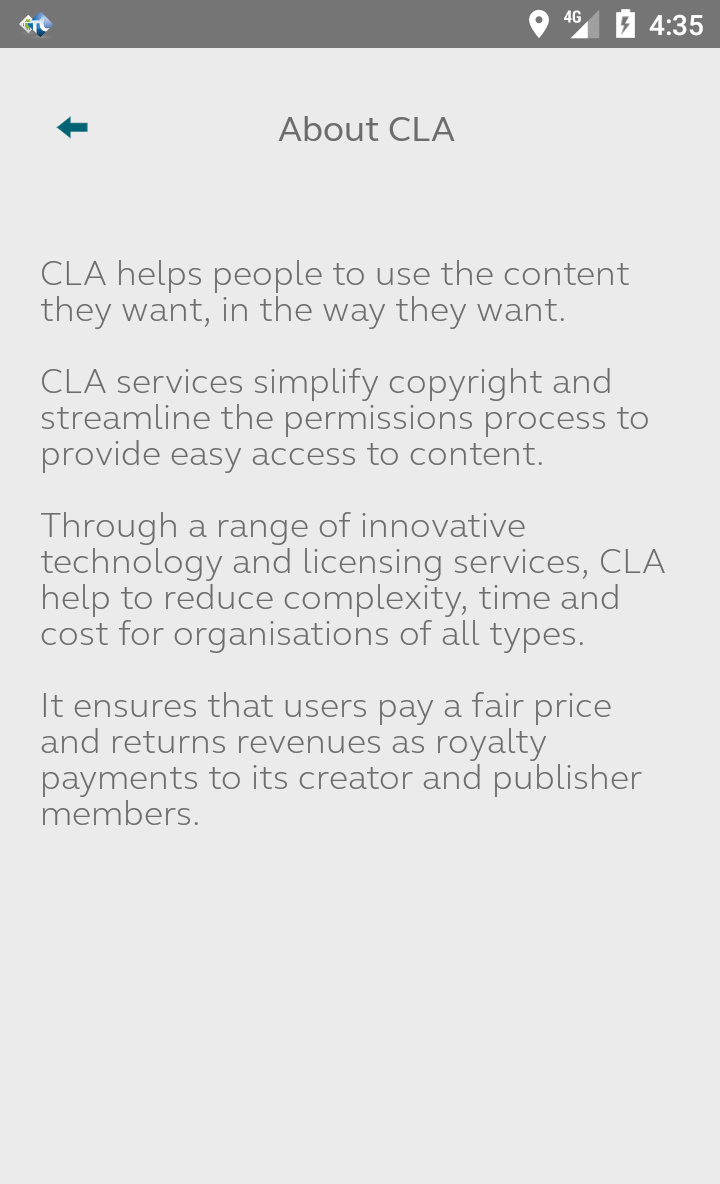 4G 4:35
About CLA
CLA helps people to use the content
they want, in the way they want.
CLA services simplify copyright and
streamline the permissions process to
provide easy access to content.
Through a range of innovative
technology and licensing services, CLA
help to reduce complexity, time and
cost for organisations of all types.
It ensures that users pay a fair price
and returns revenues as royalty
payments to its creator and publisher
members.